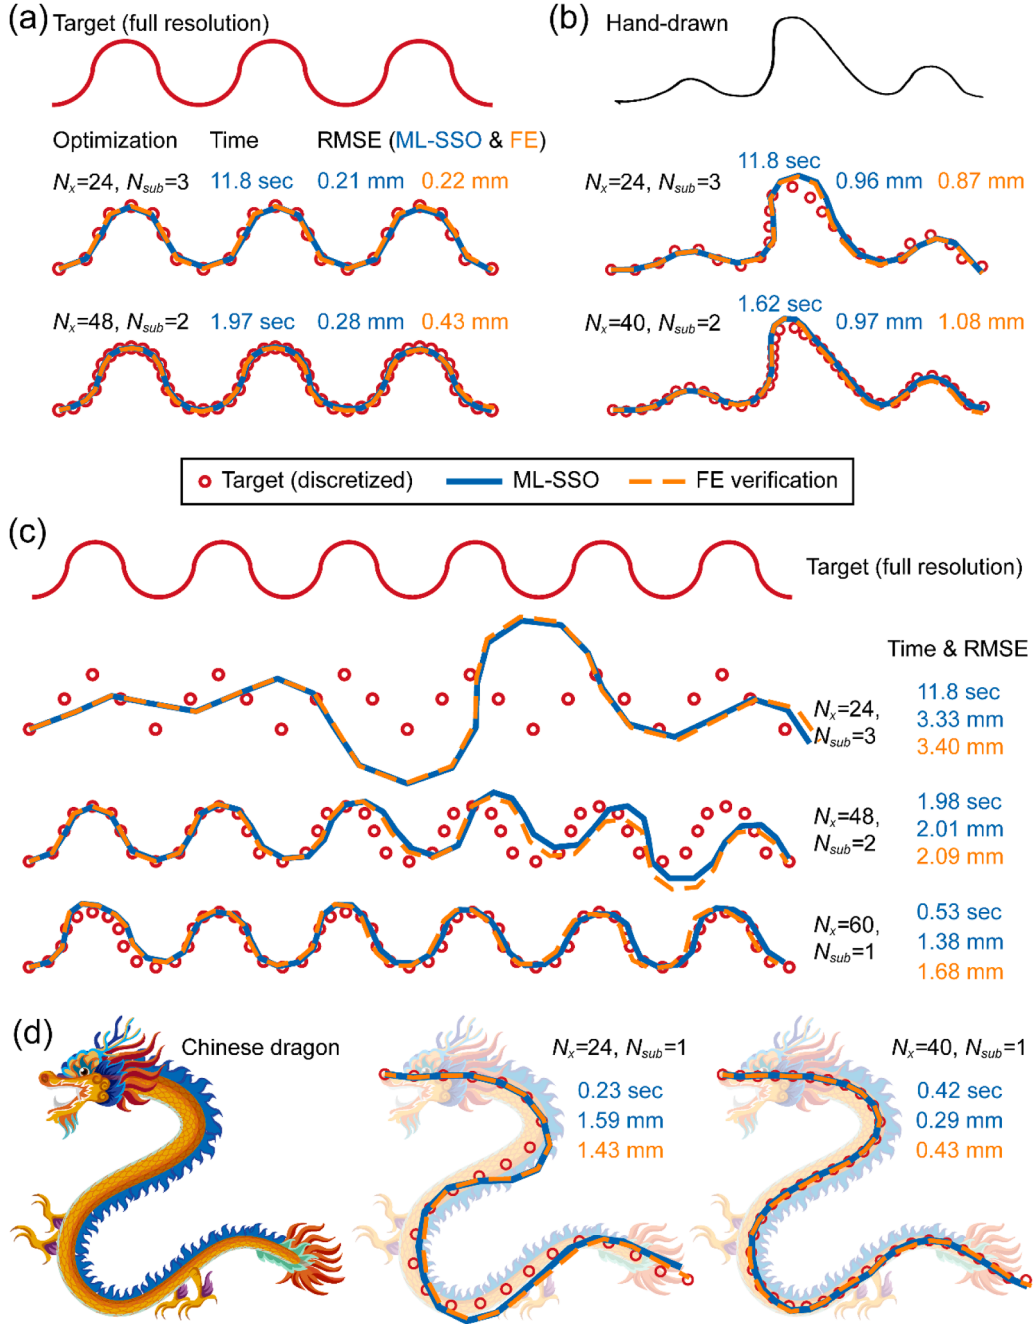 (a) Target (full resolution)
Optimization Time RMSE (ML-SSO & FE)
Nx=24, Nsub=3 11.8 sec 0.21 mm 0.22 mm
Nx=48, Nsub=2 1.97 sec 0.28 mm 0.43 mm
(b) Hand-drawn
11.8 sec
Nx=24, Nsub=3 0.96 mm 0.87 mm
1.62 sec
Nx=40, Nsub=2 0.97 mm 1.08 mm
Target (discretized) ML-SSO FE verification
(c)
Target (full resolution)
Time & RMSE
Nx=24,
Nsub=3
11.8 sec
3.33 mm
3.40 mm
Nx=48,
Nsub=2
1.98 sec
2.01 mm
2.09 mm
Nx=60,
Nsub=1
0.53 sec
1.38 mm
1.68 mm
(d) Chinese dragon
Nx=24, Nsub=1
0.23 sec
1.59 mm
1.43 mm
Nx=40, Nsub=1
0.42 sec
0.29 mm
0.43 mm